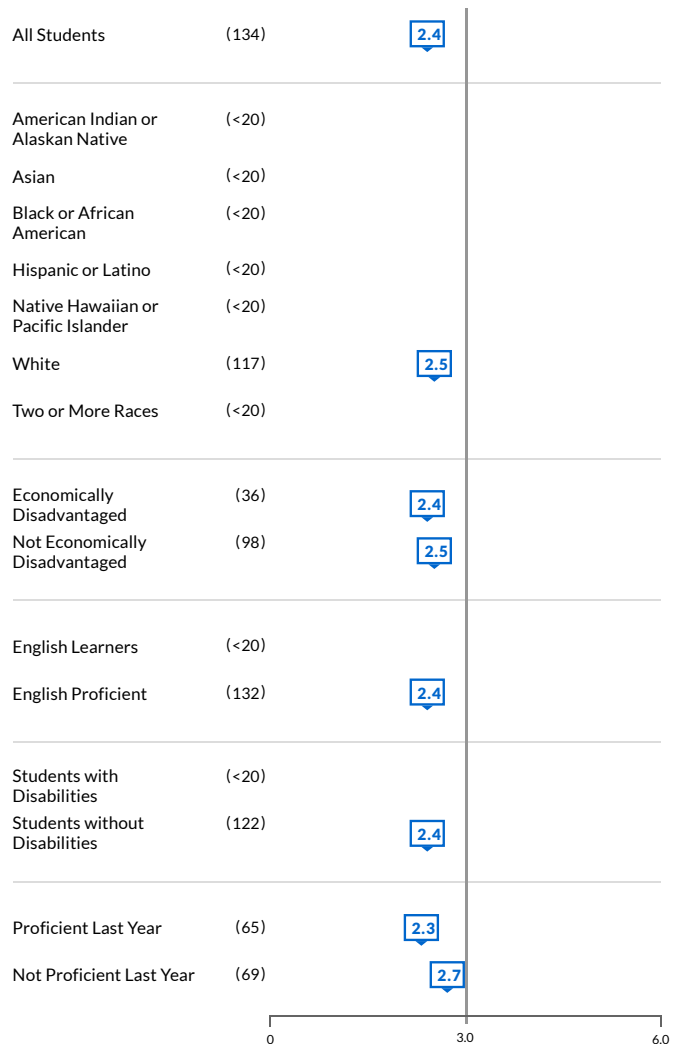 All Students (134) 2.4
American Indian or (<20)
Alaskan Native
Asian (<20)
Black or African (<20)
American
Hispanic or Latino (<20)
Native Hawaiian or (<20)
Pacific Islander
White (117) 2.5
Two or More Races (<20)
Economically (36) 2.4
Disadvantaged
Not Economically (98) 2.5
Disadvantaged
English Learners (<20)
English Proficient (132) 2.4
Students with (<20)
Disabilities
Students without (122) 2.4
Disabilities
Proficient Last Year (65) 2.3
Not Proficient Last Year (69) 2.7
0 3.0 6.0